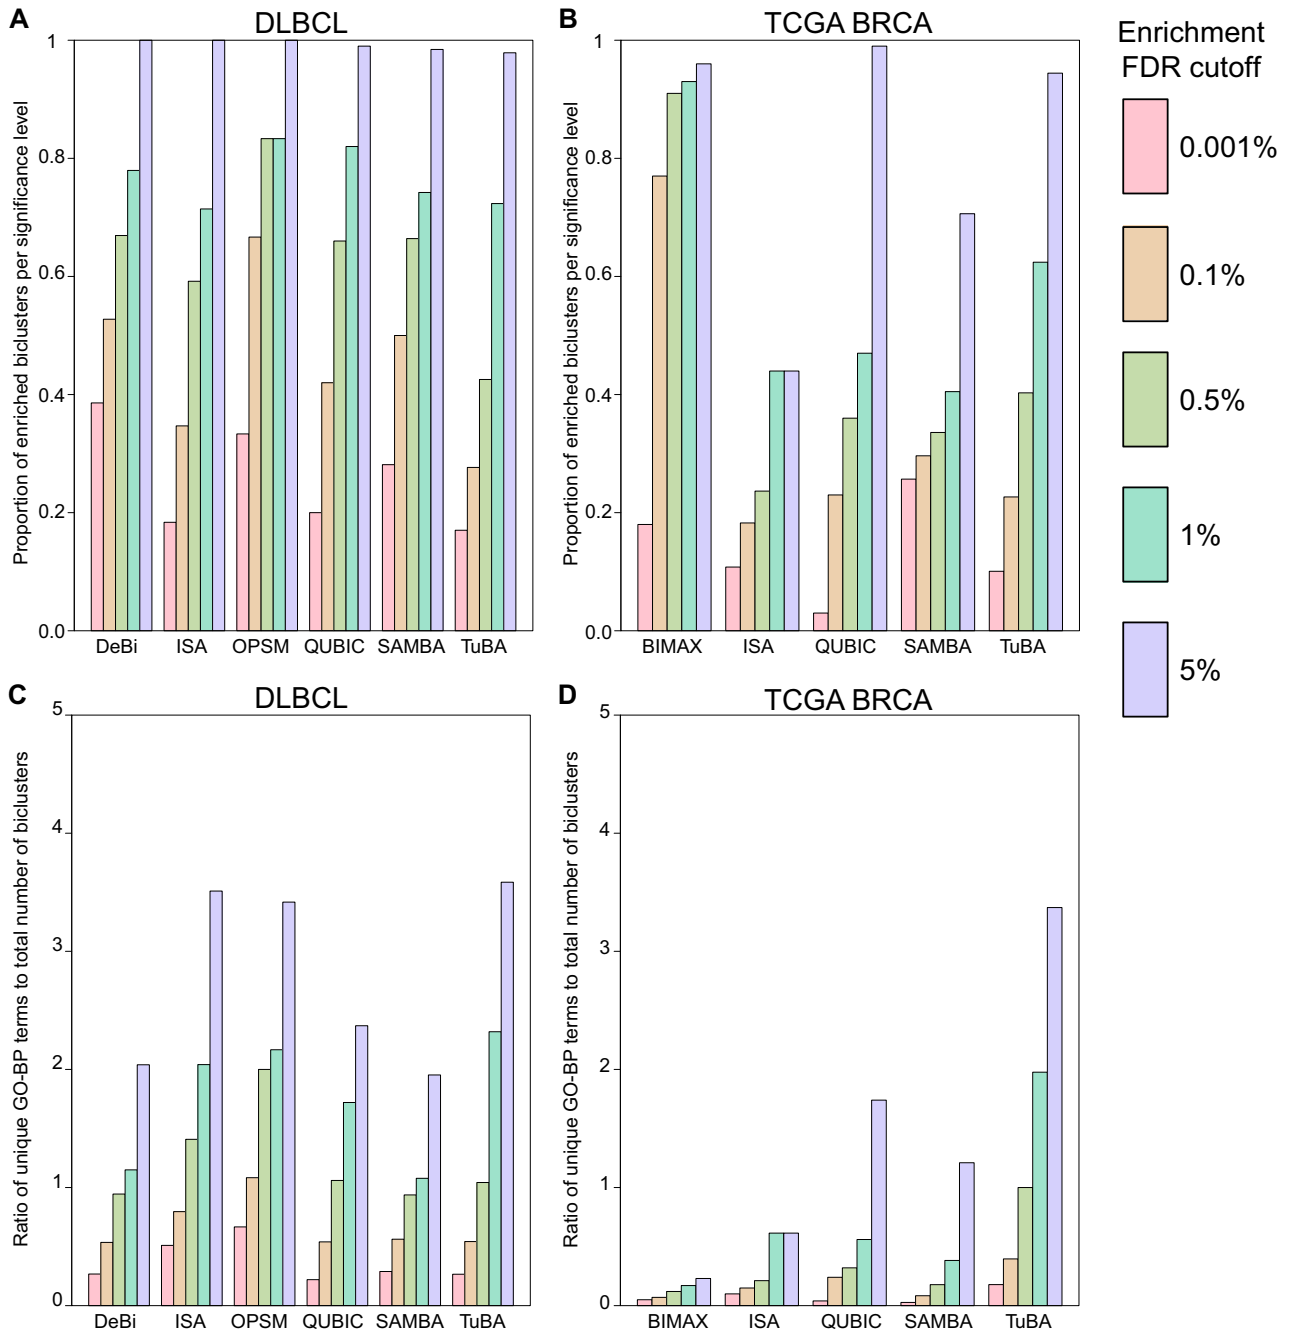 A
DLBCL
Proportion of enriched biclusters per significance level
1
0.8
0.6
0.4
0.2
0.0
DeBi ISA OPSM QUBIC SAMBA TuBA
B
TCGA BRCA
Proportion of enriched biclusters per significance level
1
0.8
0.6
0.4
0.2
0.0
BIMAX ISA QUBIC SAMBA TuBA
Enrichment
FDR cutoff
0.001%
0.1%
0.5%
1%
5%
C
DLBCL
Ratio of unique GO-BP terms to total number of biclusters
5
4
3
2
1
0
DeBi ISA OPSM QUBIC SAMBA TuBA
D
TCGA BRCA
Ratio of unique GO-BP terms to total number of biclusters
5
4
3
2
1
0
BIMAX ISA QUBIC SAMBA TuBA